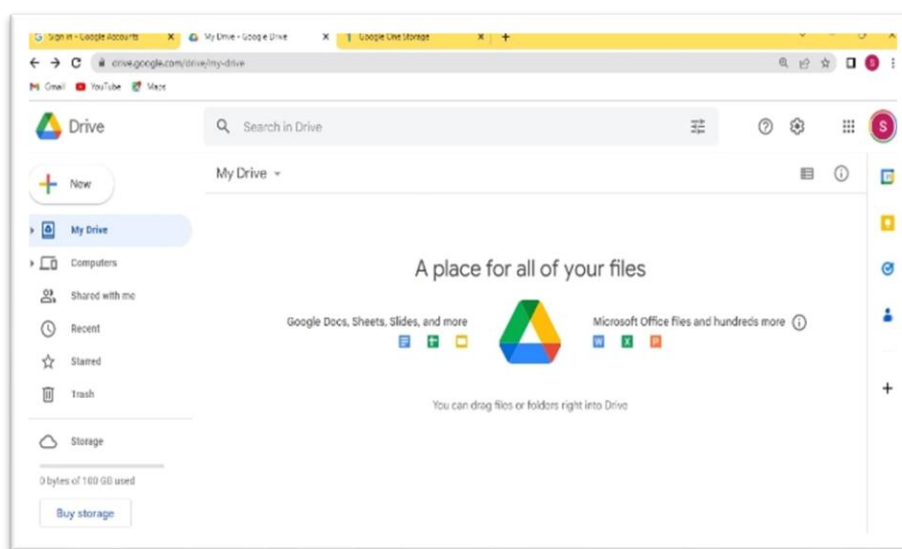 Sign in - Google Accounts
My Drive - Google Drive
Google One Storage
drive.google.com/drive/my-drive
Gmail YouTube Maps
Drive
Search in Drive
S
New
My Drive
My Drive
Computers
Shared with me
Recent
Starred
Trash
Storage
0 bytes of 100 GB used
Buy storage
A place for all of your files
Google Docs, Sheets, Slides, and more
Microsoft Office files and hundreds more
You can drag files or folders right into Drive